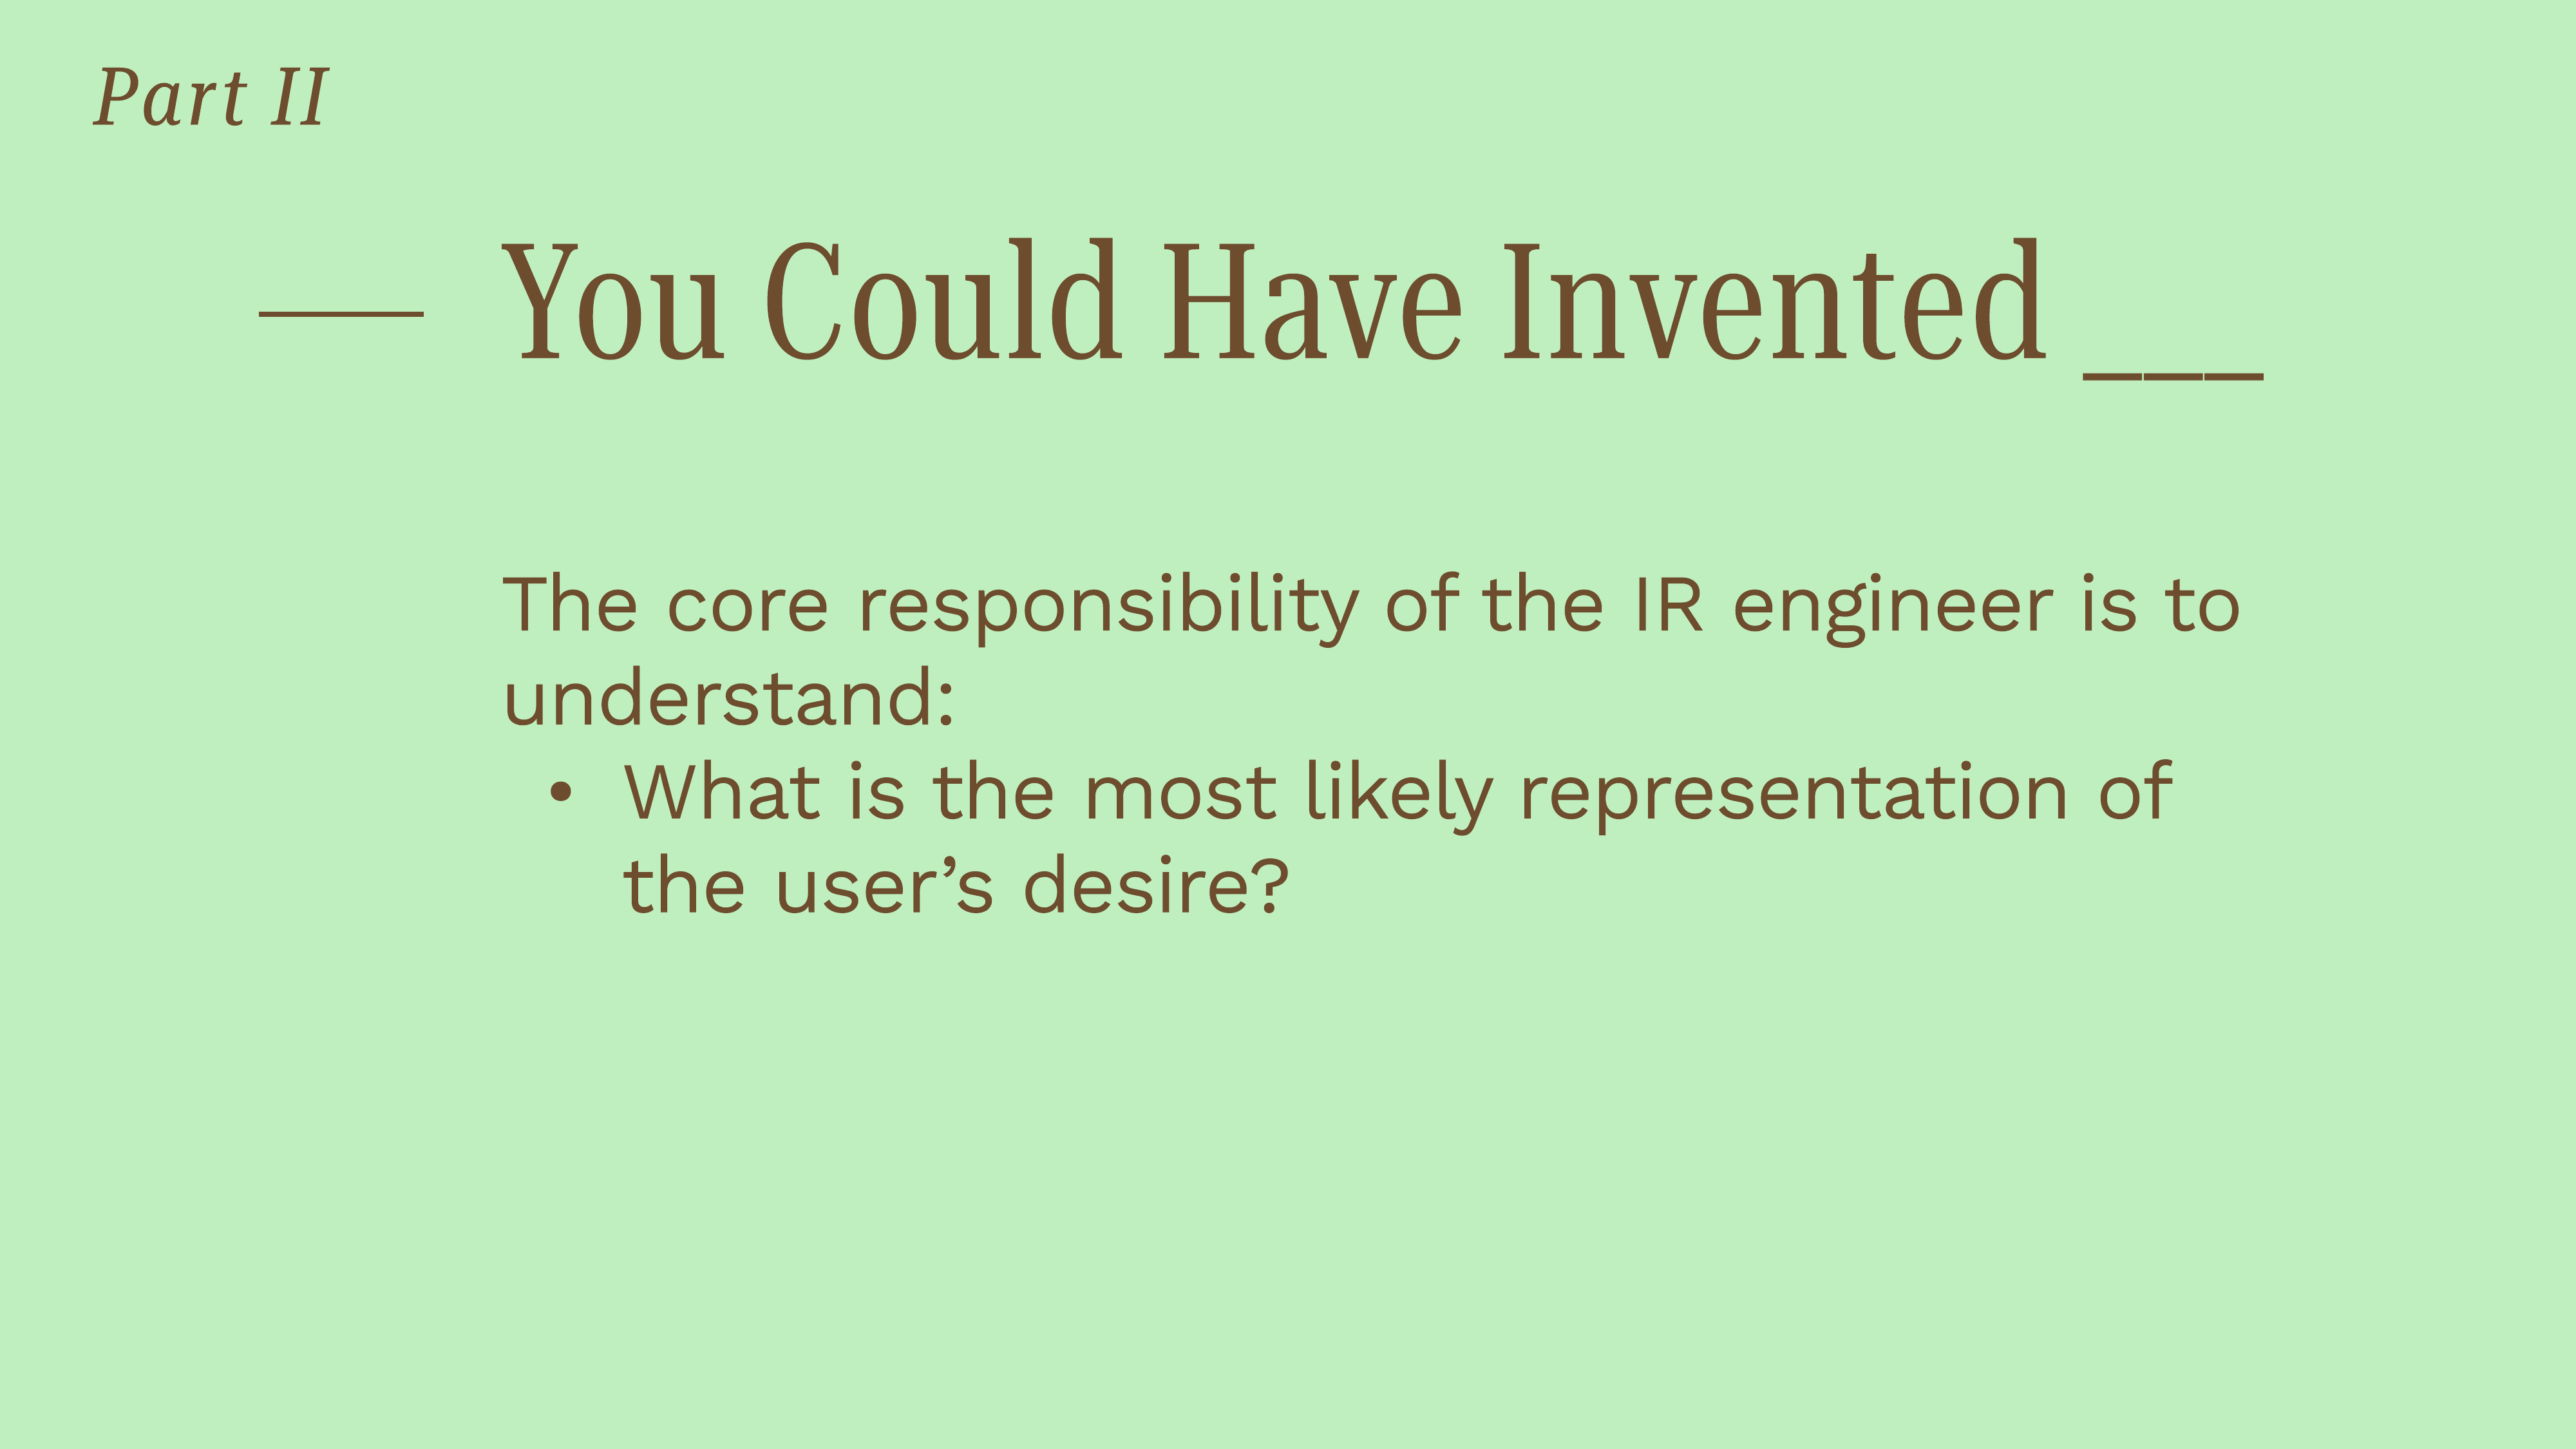 Part II
You Could Have Invented ___
The core responsibility of the IR engineer is to
understand:
• What is the most likely representation of
the user’s desire?